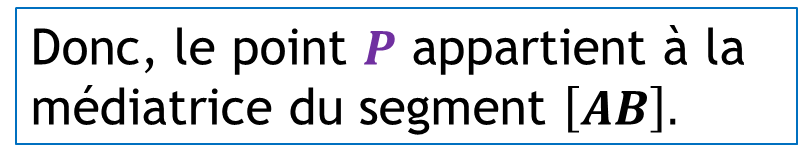 Donc, le point P appartient à la
médiatrice du segment [AB].